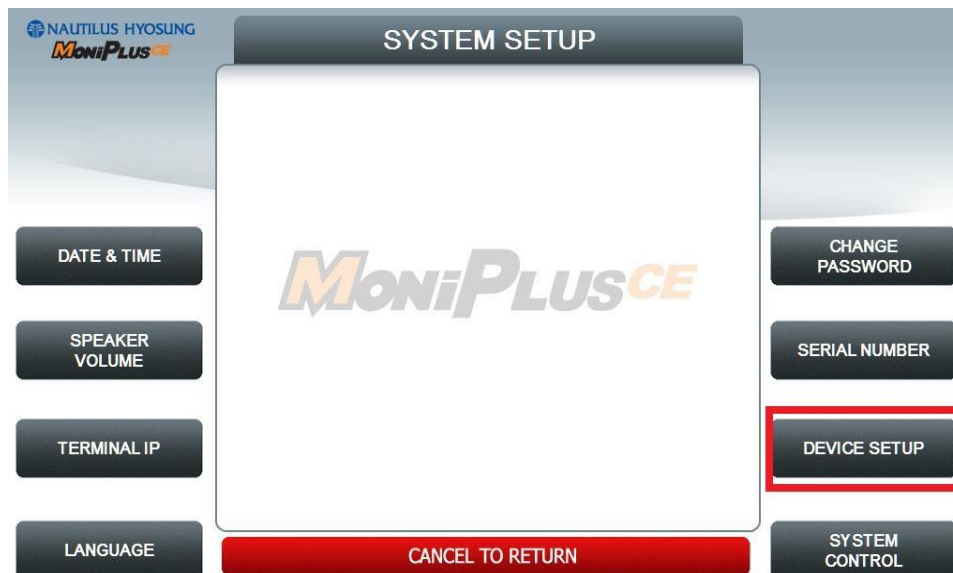 NAUTILUS HYOSUNG
MoniPlusCE
SYSTEM SETUP
MoniPlusCE
DATE & TIME
CHANGE
PASSWORD
SPEAKER
VOLUME
SERIAL NUMBER
TERMINAL IP
DEVICE SETUP
LANGUAGE
CANCEL TO RETURN
SYSTEM
CONTROL